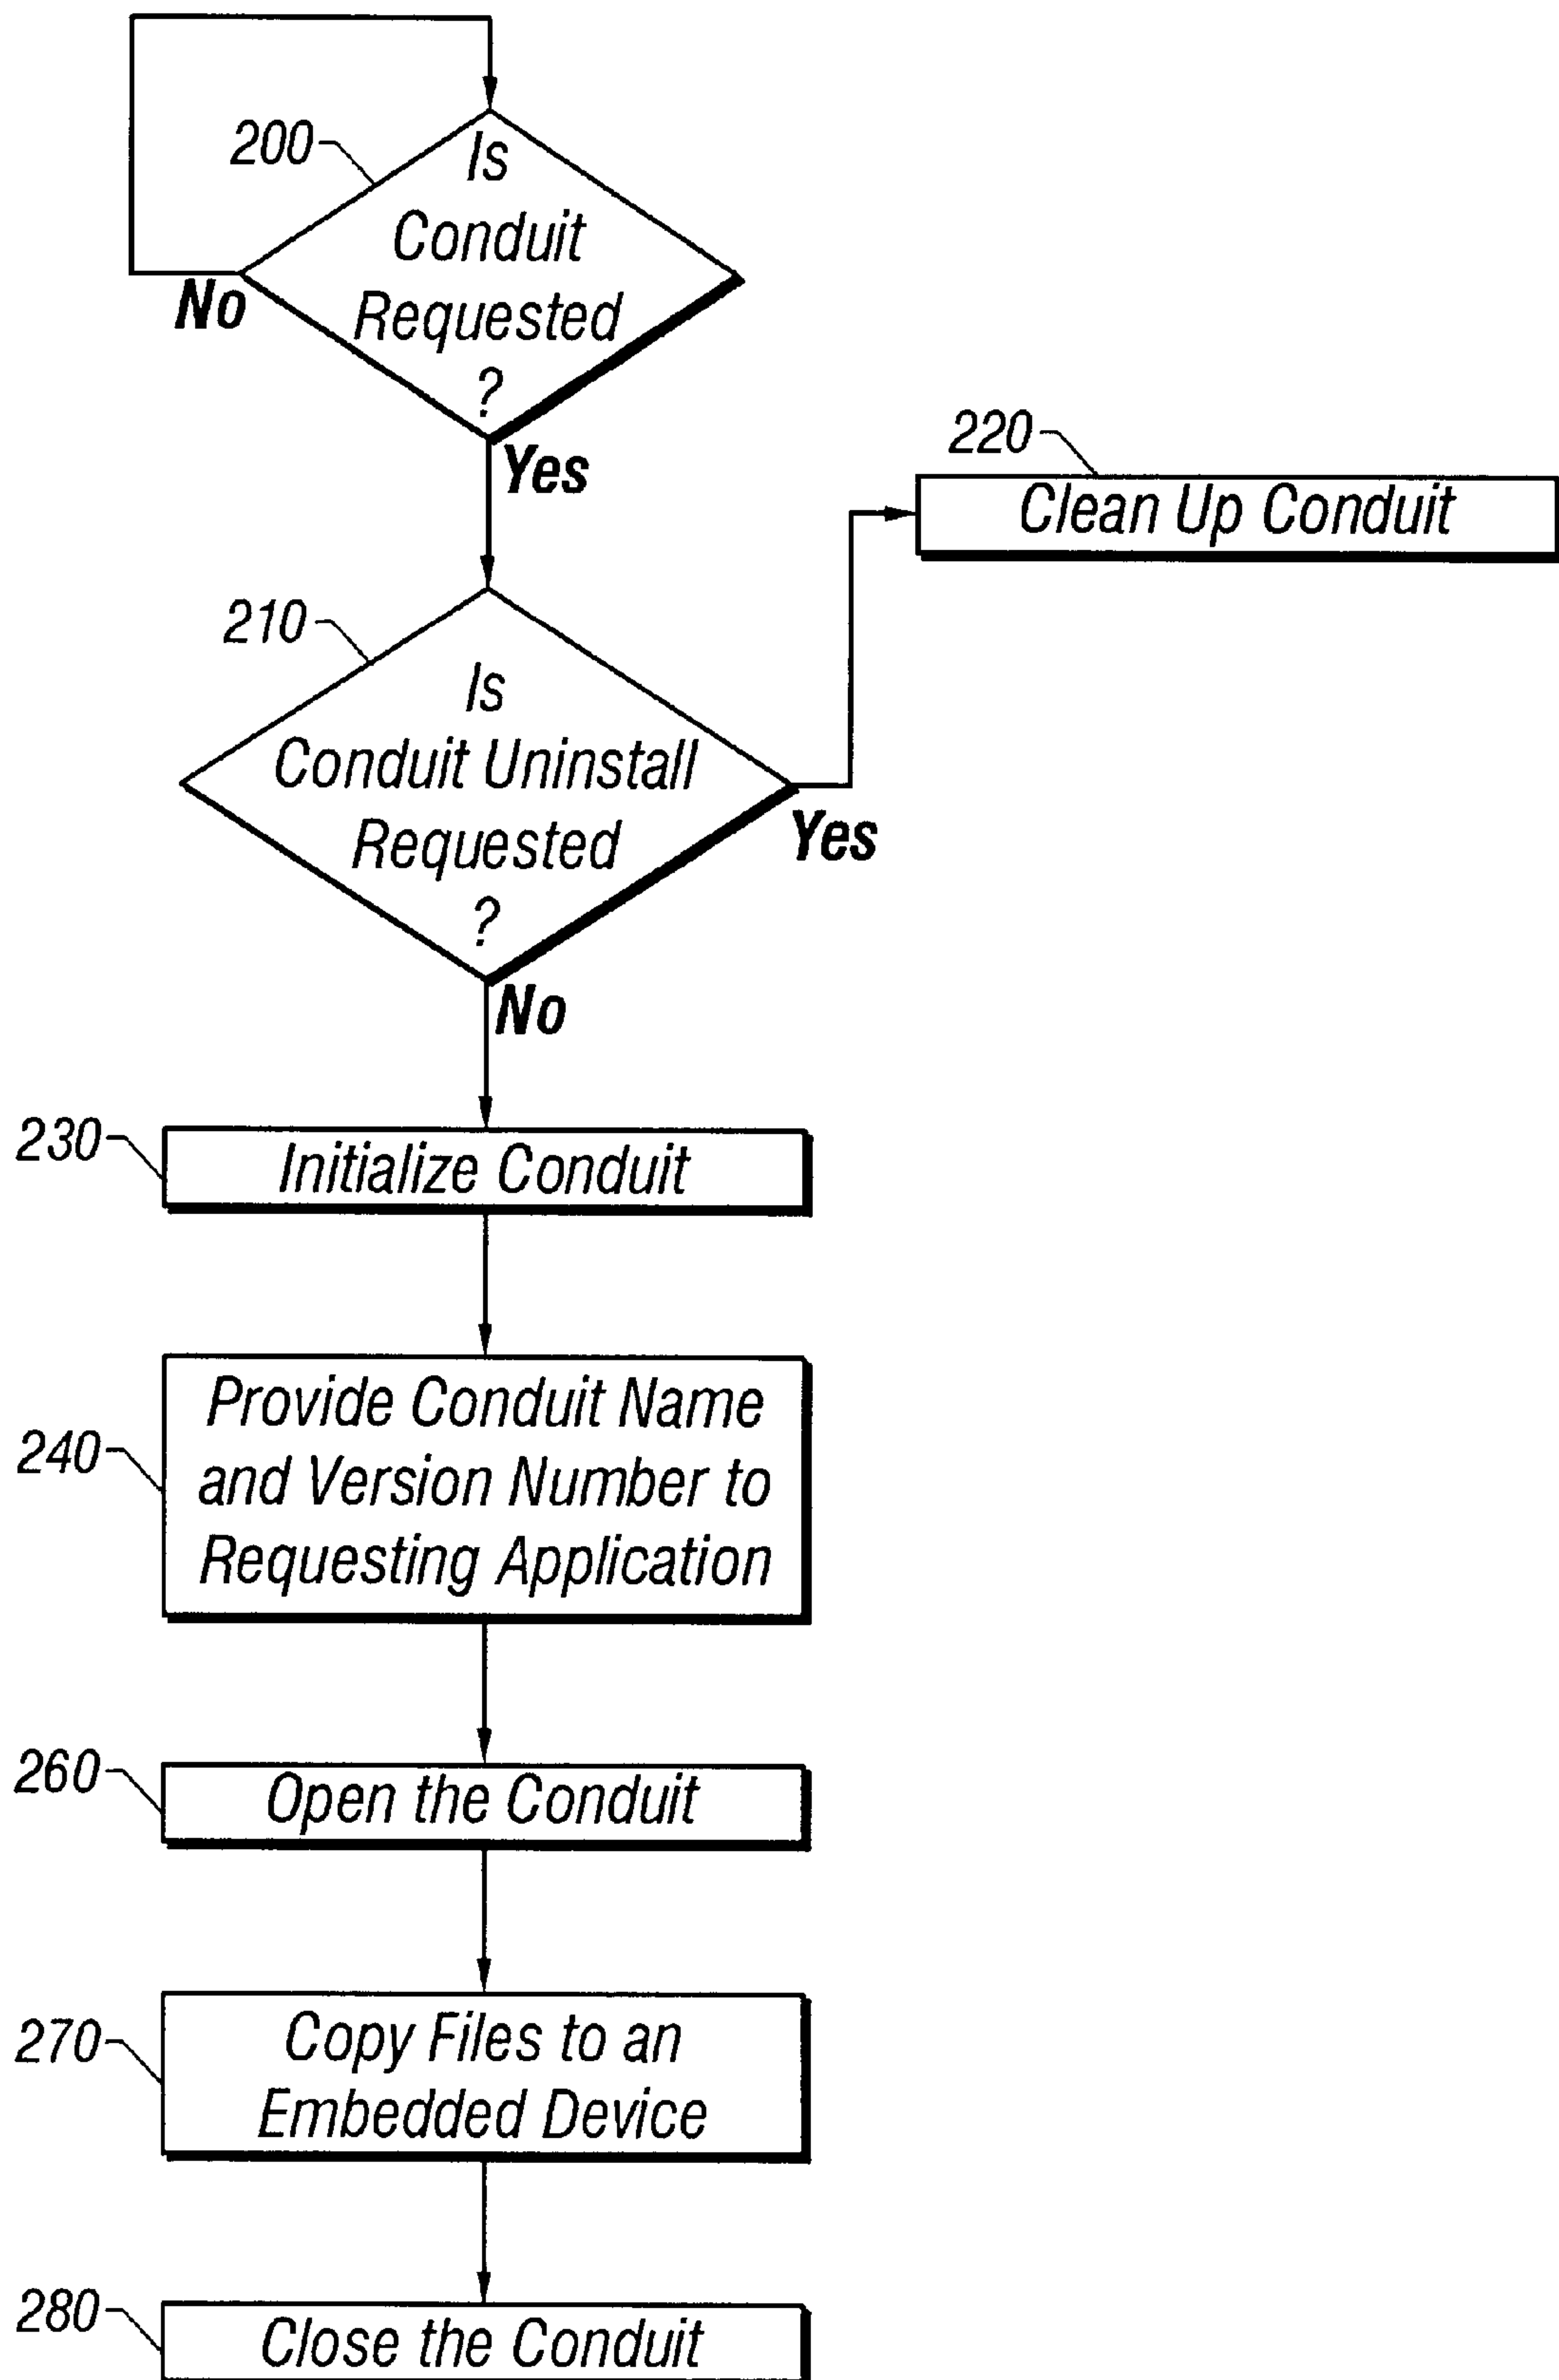 200
Is
Conduit
Requested
?
No
Yes
220
Clean Up Conduit
210
Is
Conduit Uninstall
Requested
?
Yes
No
230
Initialize Conduit
240
Provide Conduit Name
and Version Number to
Requesting Application
260
Open the Conduit
270
Copy Files to an
Embedded Device
280
Close the Conduit